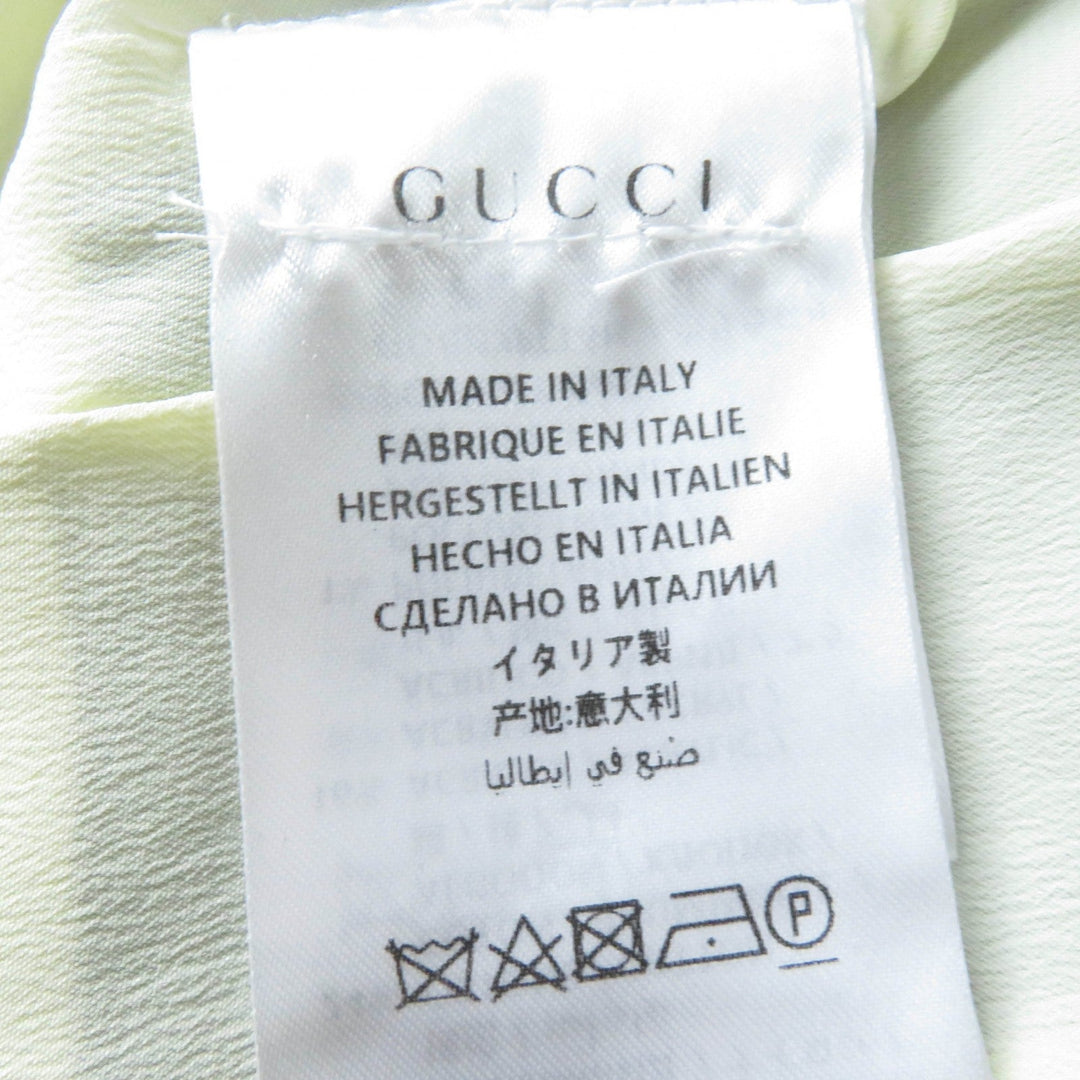 GUCCI
MADE IN ITALY
FABRIQUE EN ITALIE
HERGESTELLT IN ITALIEN
HECHO EN ITALIA
СДЕЛАНО В ИТАЛИИ
イタリア製
产地:意大利
صنع في إيطاليا
P